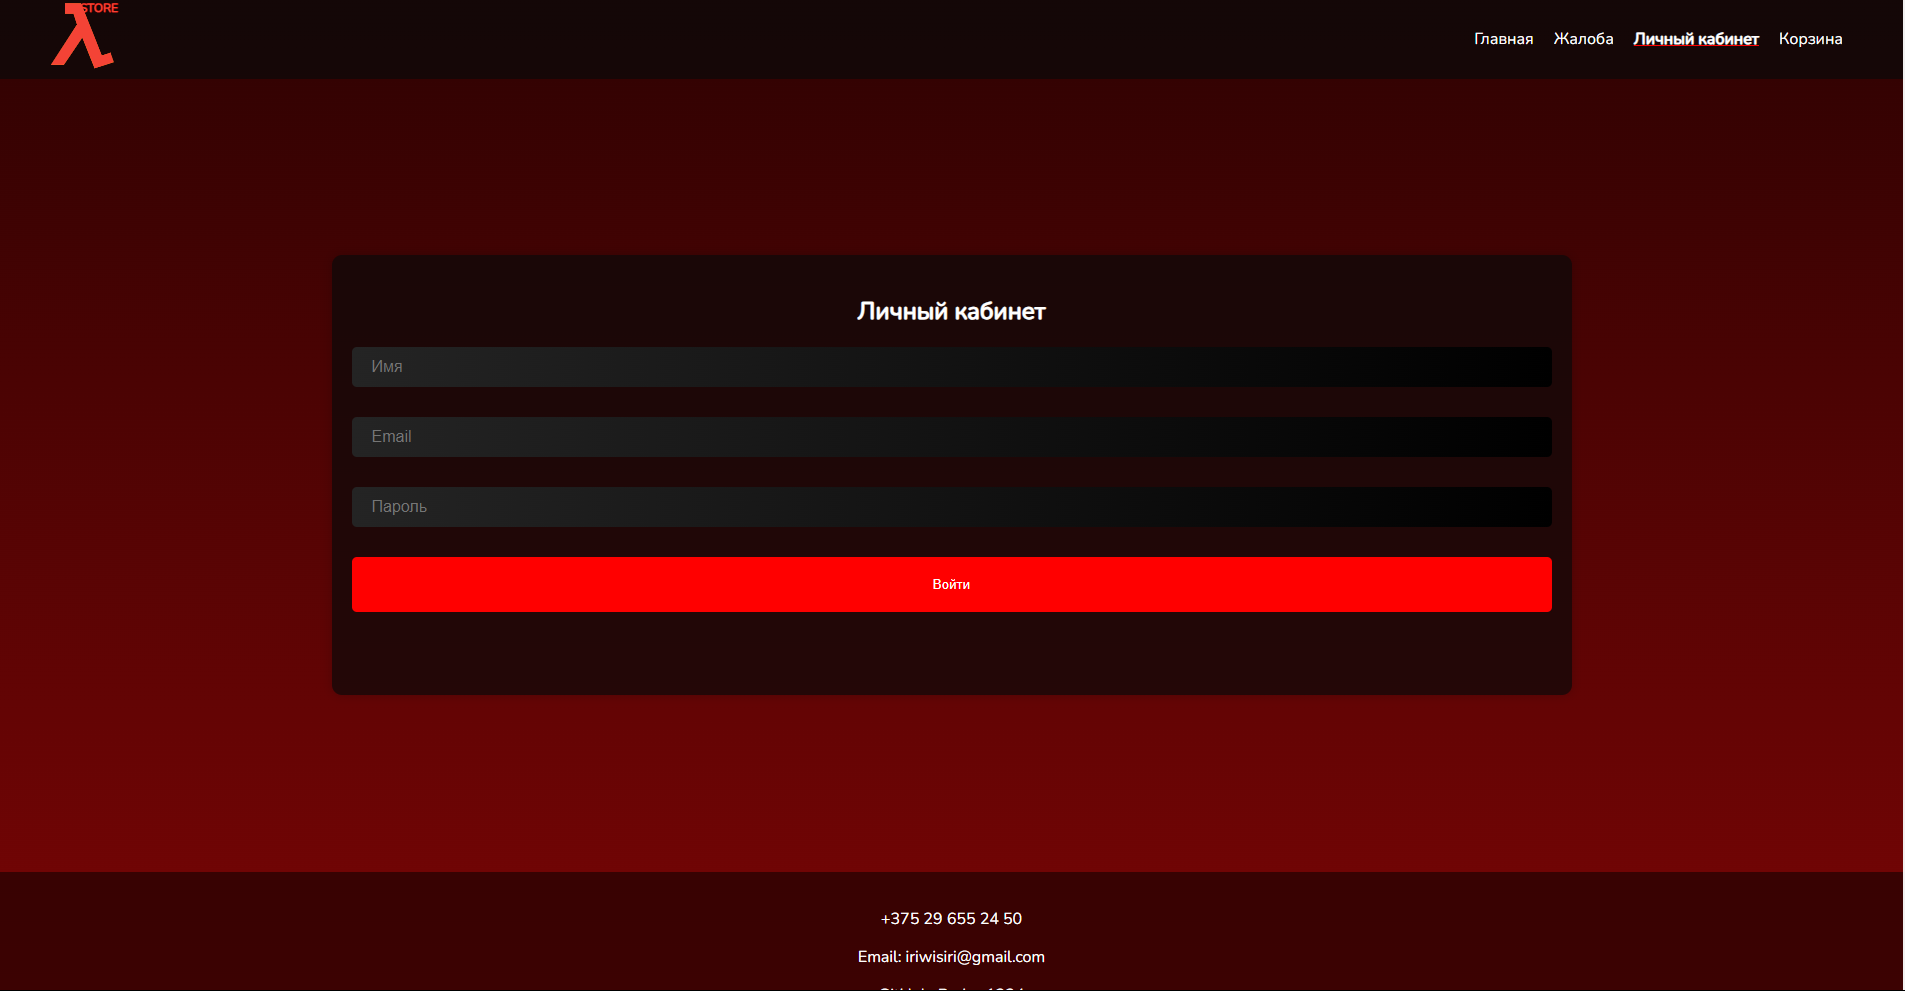 STORE
Главная Жалоба Личный кабинет Корзина
Личный кабинет
Имя
Email
Пароль
Войти
+375 29 655 24 50
Email: iriwisiri@gmail.com